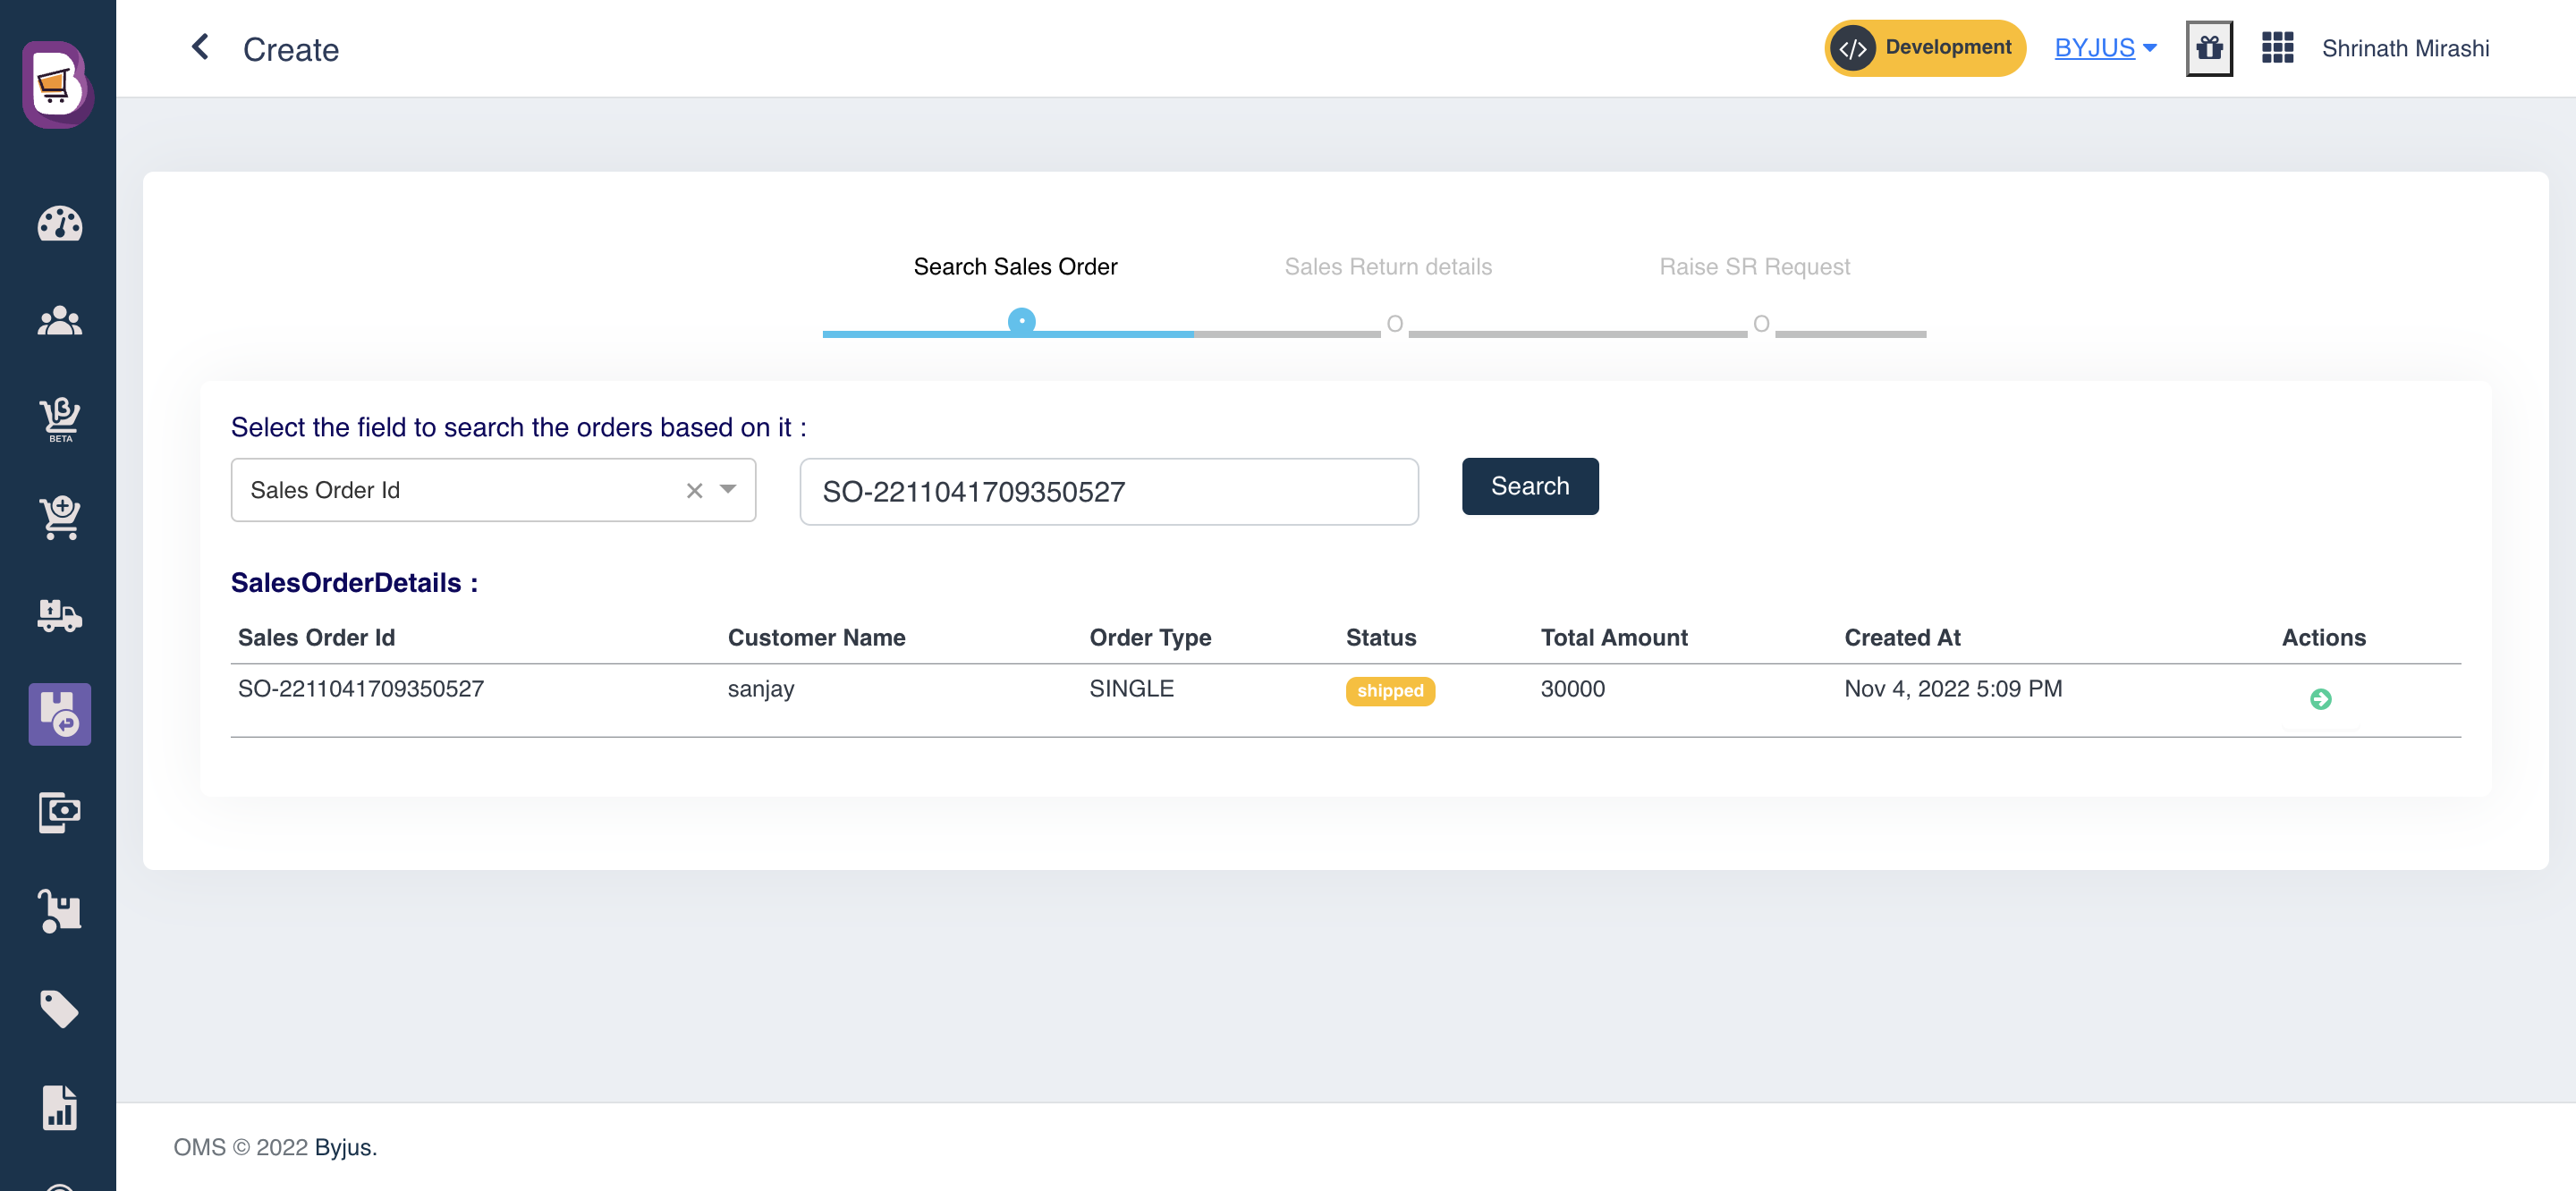 Create
</> Development
BYJUS
Shrinath Mirashi
Search Sales Order
Sales Return details
Raise SR Request
Select the field to search the orders based on it :
Sales Order Id
SO-2211041709350527
Search
SalesOrderDetails :
Sales Order Id Customer Name Order Type Status Total Amount Created At Actions
SO-2211041709350527 sanjay SINGLE shipped 30000 Nov 4, 2022 5:09 PM
β
BETA
OMS © 2022 Byjus.